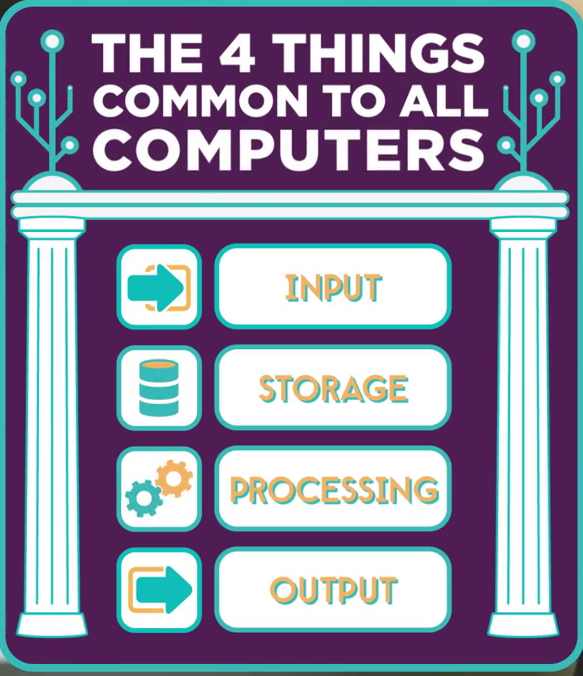 THE 4 THINGS
COMMON TO ALL
COMPUTERS
INPUT
STORAGE
PROCESSING
OUTPUT